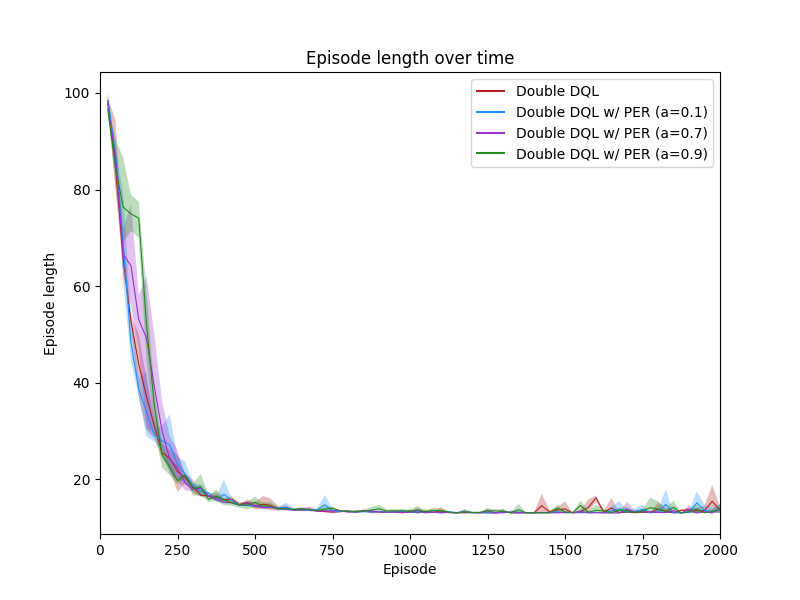 Episode length over time
Double DQL
Double DQL w/ PER (a=0.1)
Double DQL w/ PER (a=0.7)
Double DQL w/ PER (a=0.9)
Episode length
100
80
60
40
20
0 250 500 750 1000 1250 1500 1750 2000
Episode